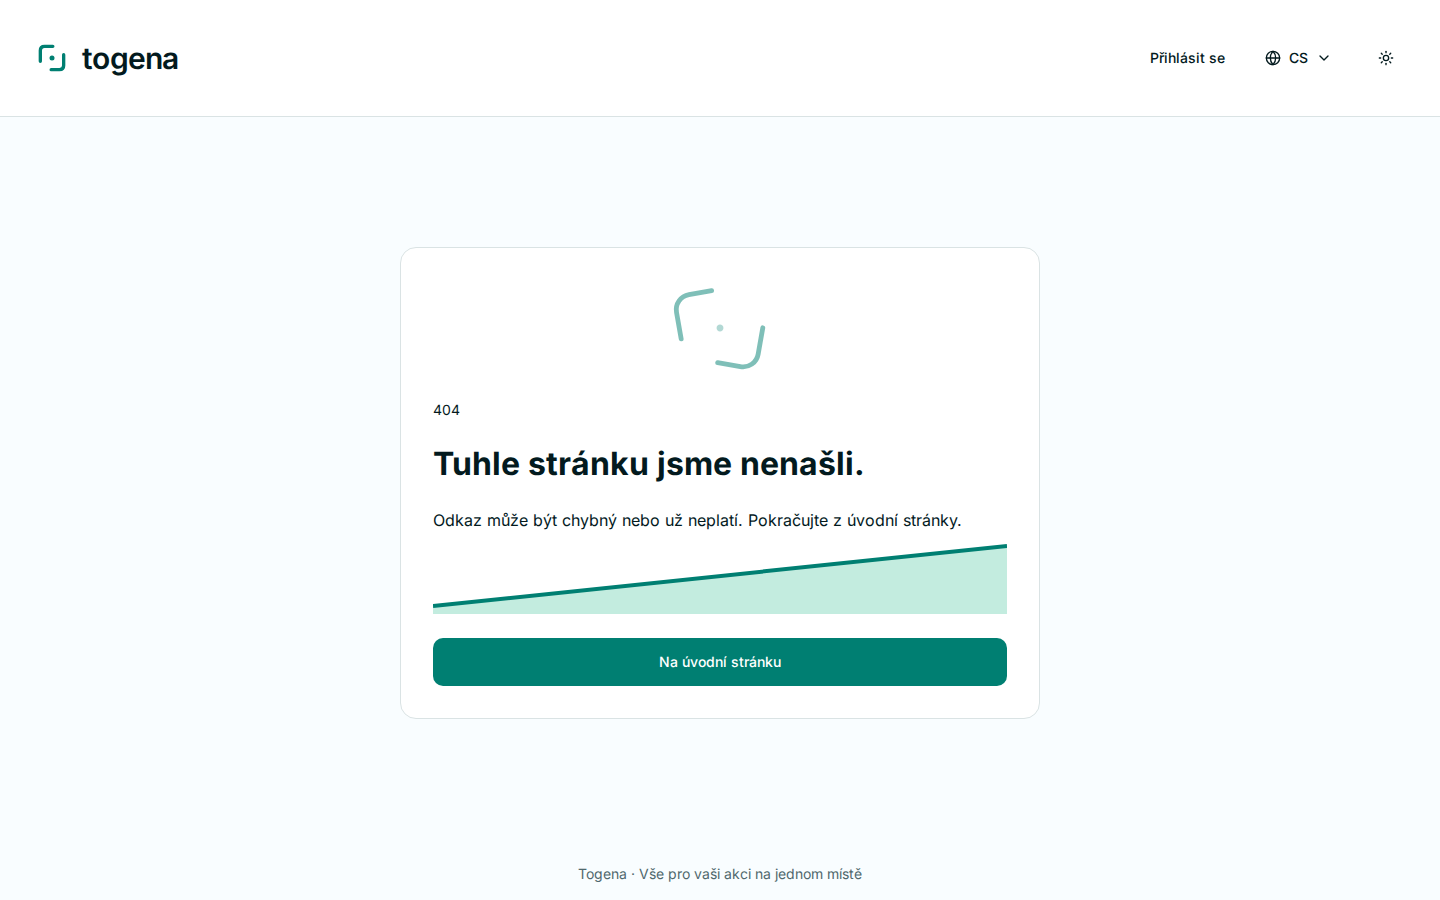 togena
Přihlásit se
CS
404
Tuhle stránku jsme nenašli.
Odkaz může být chybný nebo už neplatí. Pokračujte z úvodní stránky.
Na úvodní stránku
Togena · Vše pro vaši akci na jednom místě